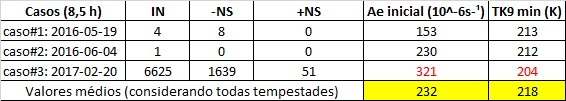 Casos (8,5 h) IN -NS +NS Ae inicial (10^-6s-¹) TK9 min (K)
caso#1: 2016-05-19 4 8 0 153 213
caso#2: 2016-06-04 1 0 0 230 212
caso#3: 2017-02-20 6625 1639 51 321 204
Valores médios (considerando todas tempestades) 232 218